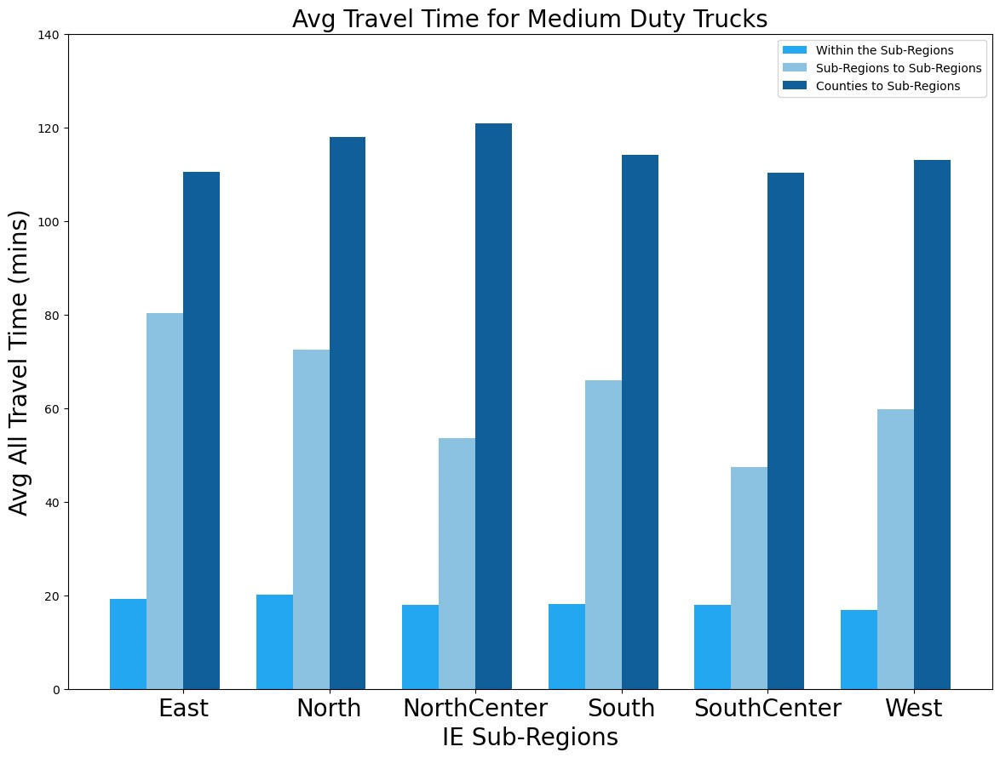 Avg Travel Time for Medium Duty Trucks
Within the Sub-Regions
Sub-Regions to Sub-Regions
Counties to Sub-Regions
Avg All Travel Time (mins)
140
120
100
80
60
40
20
0
East North NorthCenter South SouthCenter West
IE Sub-Regions